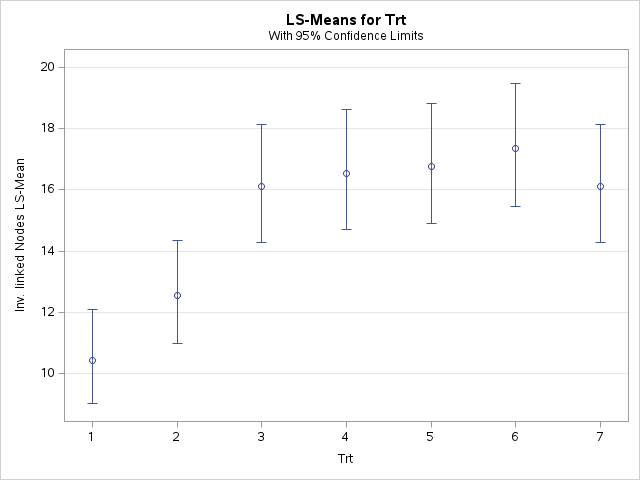 LS-Means for Trt
With 95% Confidence Limits
Inv. linked Nodes LS-Mean
20
18
16
14
12
10
1 2 3 4 5 6 7
Trt